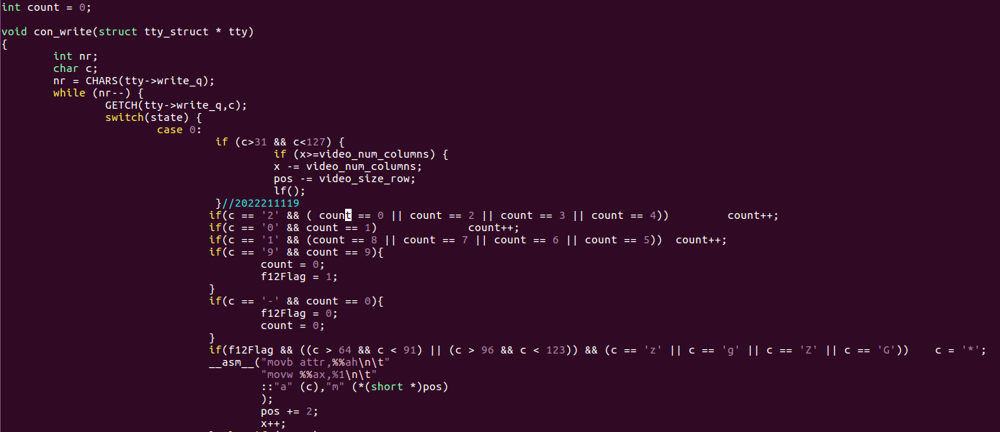 int count = 0;
void con_write(struct tty_struct * tty)
{
int nr;
char c;
nr = CHARS(tty->write_q);
while (nr--) {
GETCH(tty->write_q,c);
switch(state) {
case 0:
if (c>31 && c<127) {
if (x>=video_num_columns) {
x -= video_num_columns;
pos -= video_size_row;
lf();
}//2022211119
if(c == '2' && ( count == 0 || count == 2 || count == 3 || count == 4)) count++;
if(c == '0' && count == 1) count++;
if(c == '1' && (count == 8 || count == 7 || count == 6 || count == 5)) count++;
if(c == '9' && count == 9){
count = 0;
f12Flag = 1;
}
if(c == '-' && count == 0){
f12Flag = 0;
count = 0;
}
if(f12Flag && ((c > 64 && c < 91) || (c > 96 && c < 123)) && (c == 'z' || c == 'g' || c == 'Z' || c == 'G')) c = '*';
__asm__("movb attr,%%ah\n\t"
"movw %%ax,%1\n\t"
::"a" (c),"m" (*(short *)pos)
);
pos += 2;
x++;